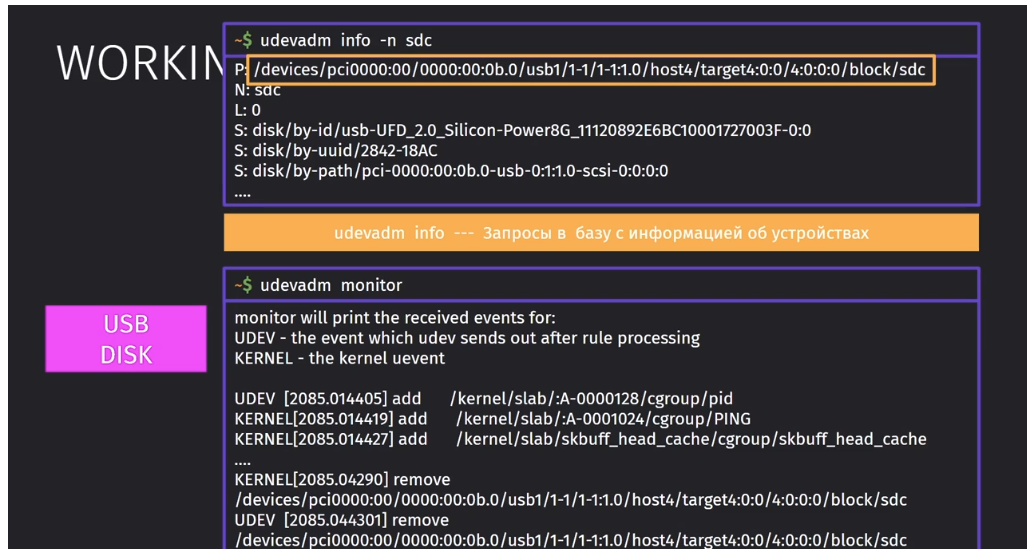 WORKIN
~$ udevadm info -n sdc
P: /devices/pci0000:00/0000:00:0b.0/usb1/1-1/1-1:1.0/host4/target4:0:0/4:0:0:0/block/sdc
N: sdc
L: 0
S: disk/by-id/usb-UFD_2.0_Silicon-Power8G_11120892E6BC10001727003F-0:0
S: disk/by-uuid/2842-18AC
S: disk/by-path/pci-0000:00:0b.0-usb-0:1:1.0-scsi-0:0:0:0
....
udevadm info --- Запросы в базу с информацией об устройствах
~$ udevadm monitor
USB
DISK
monitor will print the received events for:
UDEV - the event which udev sends out after rule processing
KERNEL - the kernel uevent
UDEV [2085.014405] add /kernel/slab/:A-0000128/cgroup/pid
KERNEL[2085.014419] add /kernel/slab/:A-0001024/cgroup/PING
KERNEL[2085.014427] add /kernel/slab/skbuff_head_cache/cgroup/skbuff_head_cache
....
KERNEL[2085.04290] remove
/devices/pci0000:00/0000:00:0b.0/usb1/1-1/1-1:1.0/host4/target4:0:0/4:0:0:0/block/sdc
UDEV [2085.044301] remove
/devices/pci0000:00/0000:00:0b.0/usb1/1-1/1-1:1.0/host4/target4:0:0/4:0:0:0/block/sdc